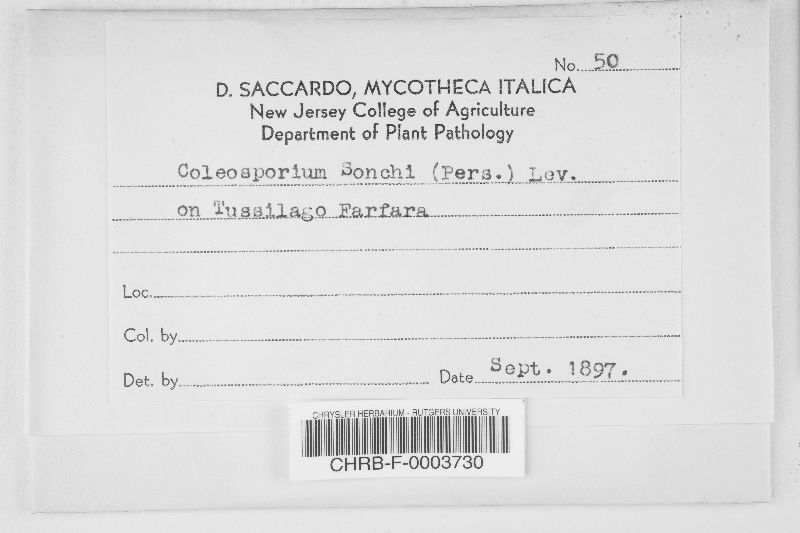 No. 50
D. SACCARDO, MYCOTHECA ITALICA
New Jersey College of Agriculture
Department of Plant Pathology
Coleosporium Sonchi (Pers.) Lev.
on Tussilago Farfara
Loc.
Col. by
Det. by Date Sept. 1897.
CHRYSLER HERBARIUM - RUTGERS UNIVERSITY
CHRB-F-0003730